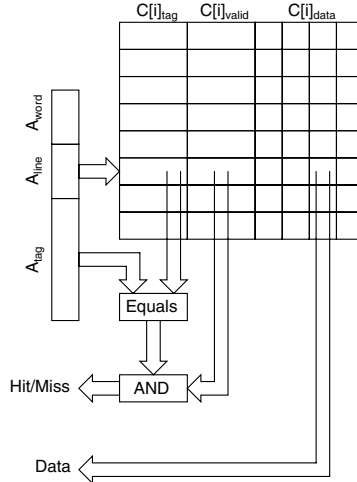 C[i]tag C[i]valid C[i]data
Aword
Aline
Atag
Equals
AND
Hit/Miss
Data